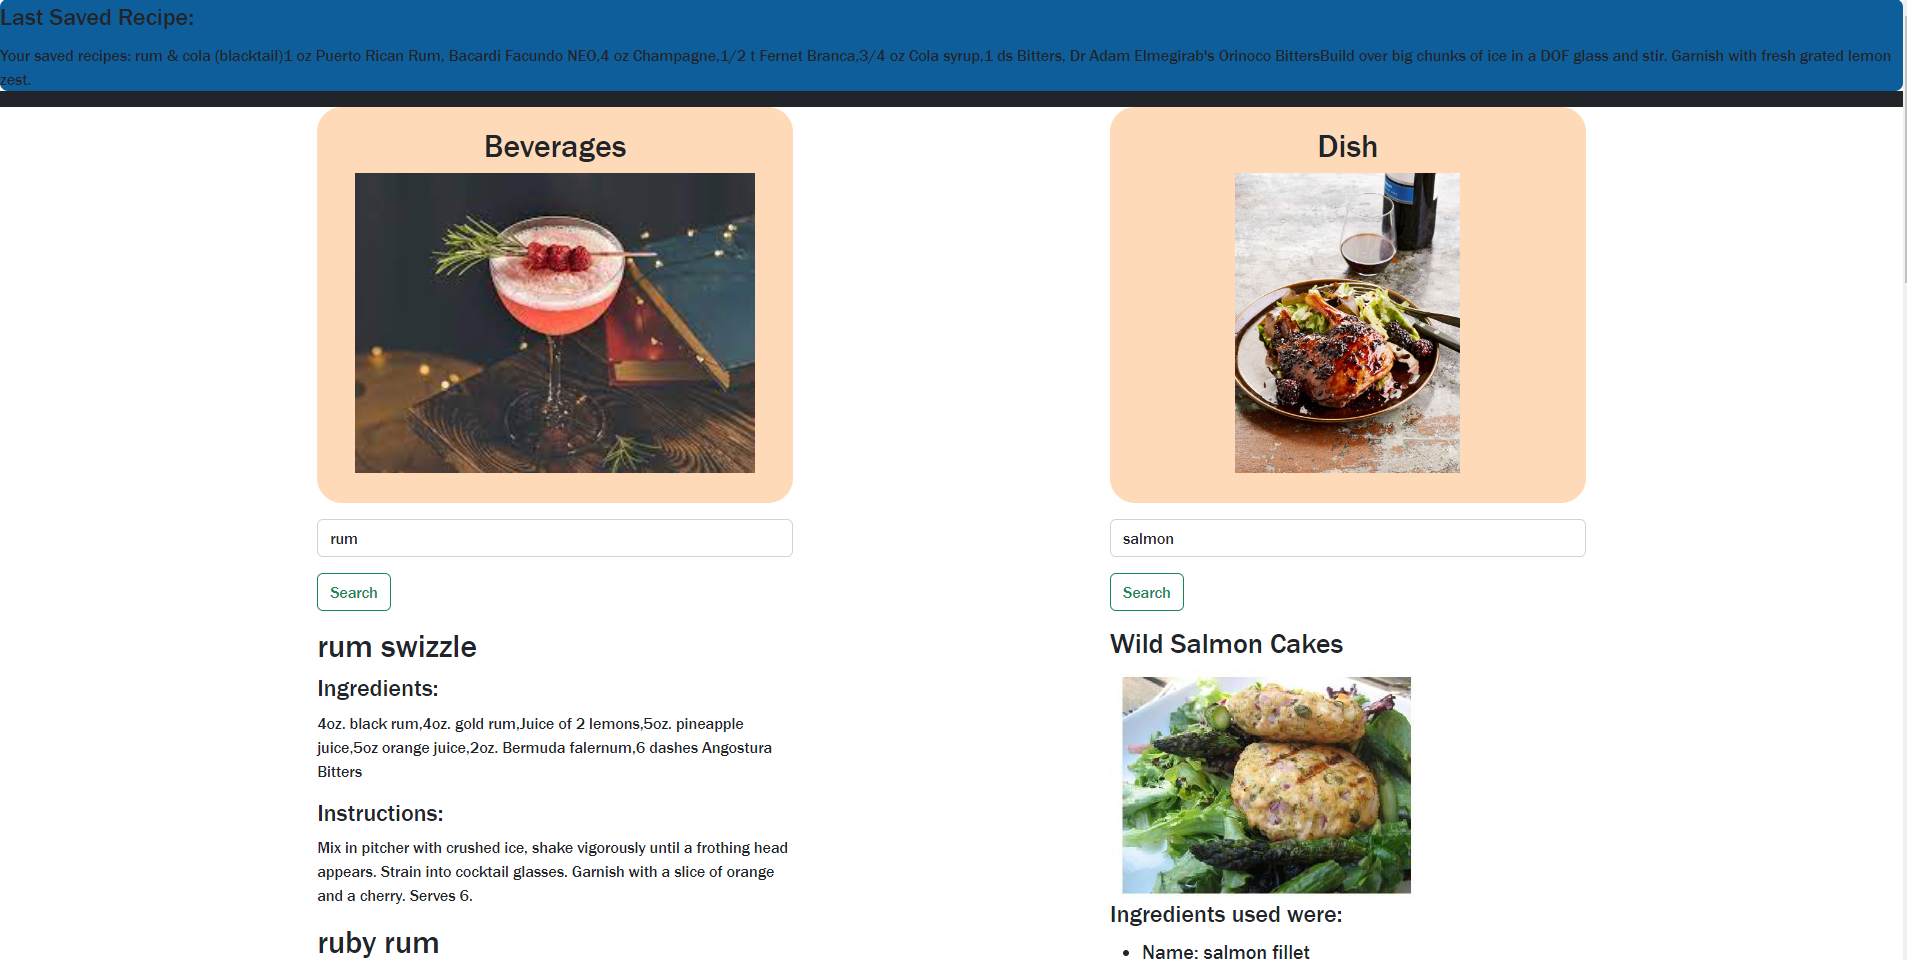 Last Saved Recipe:
Your saved recipes: rum & cola (blacktail)1 oz Puerto Rican Rum, Bacardi Facundo NEO,4 oz Champagne,1/2 t Fernet Branca,3/4 oz Cola syrup,1 ds Bitters, Dr Adam Elmegirab's Orinoco BittersBuild over big chunks of ice in a DOF glass and stir. Garnish with fresh grated lemon
zest.
Beverages
rum
Search
rum swizzle
Ingredients:
4oz. black rum,4oz. gold rum,Juice of 2 lemons,5oz. pineapple
juice,5oz orange juice,2oz. Bermuda falernum,6 dashes Angostura
Bitters
Instructions:
Mix in pitcher with crushed ice, shake vigorously until a frothing head
appears. Strain into cocktail glasses. Garnish with a slice of orange
and a cherry. Serves 6.
ruby rum
Dish
salmon
Search
Wild Salmon Cakes
Ingredients used were:
• Name: salmon fillet